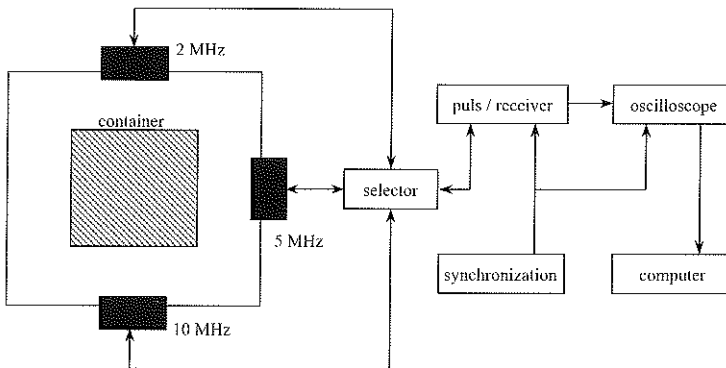 2 MHz
container
puls / receiver
oscilloscope
selector
5 MHz
synchronization
computer
10 MHz